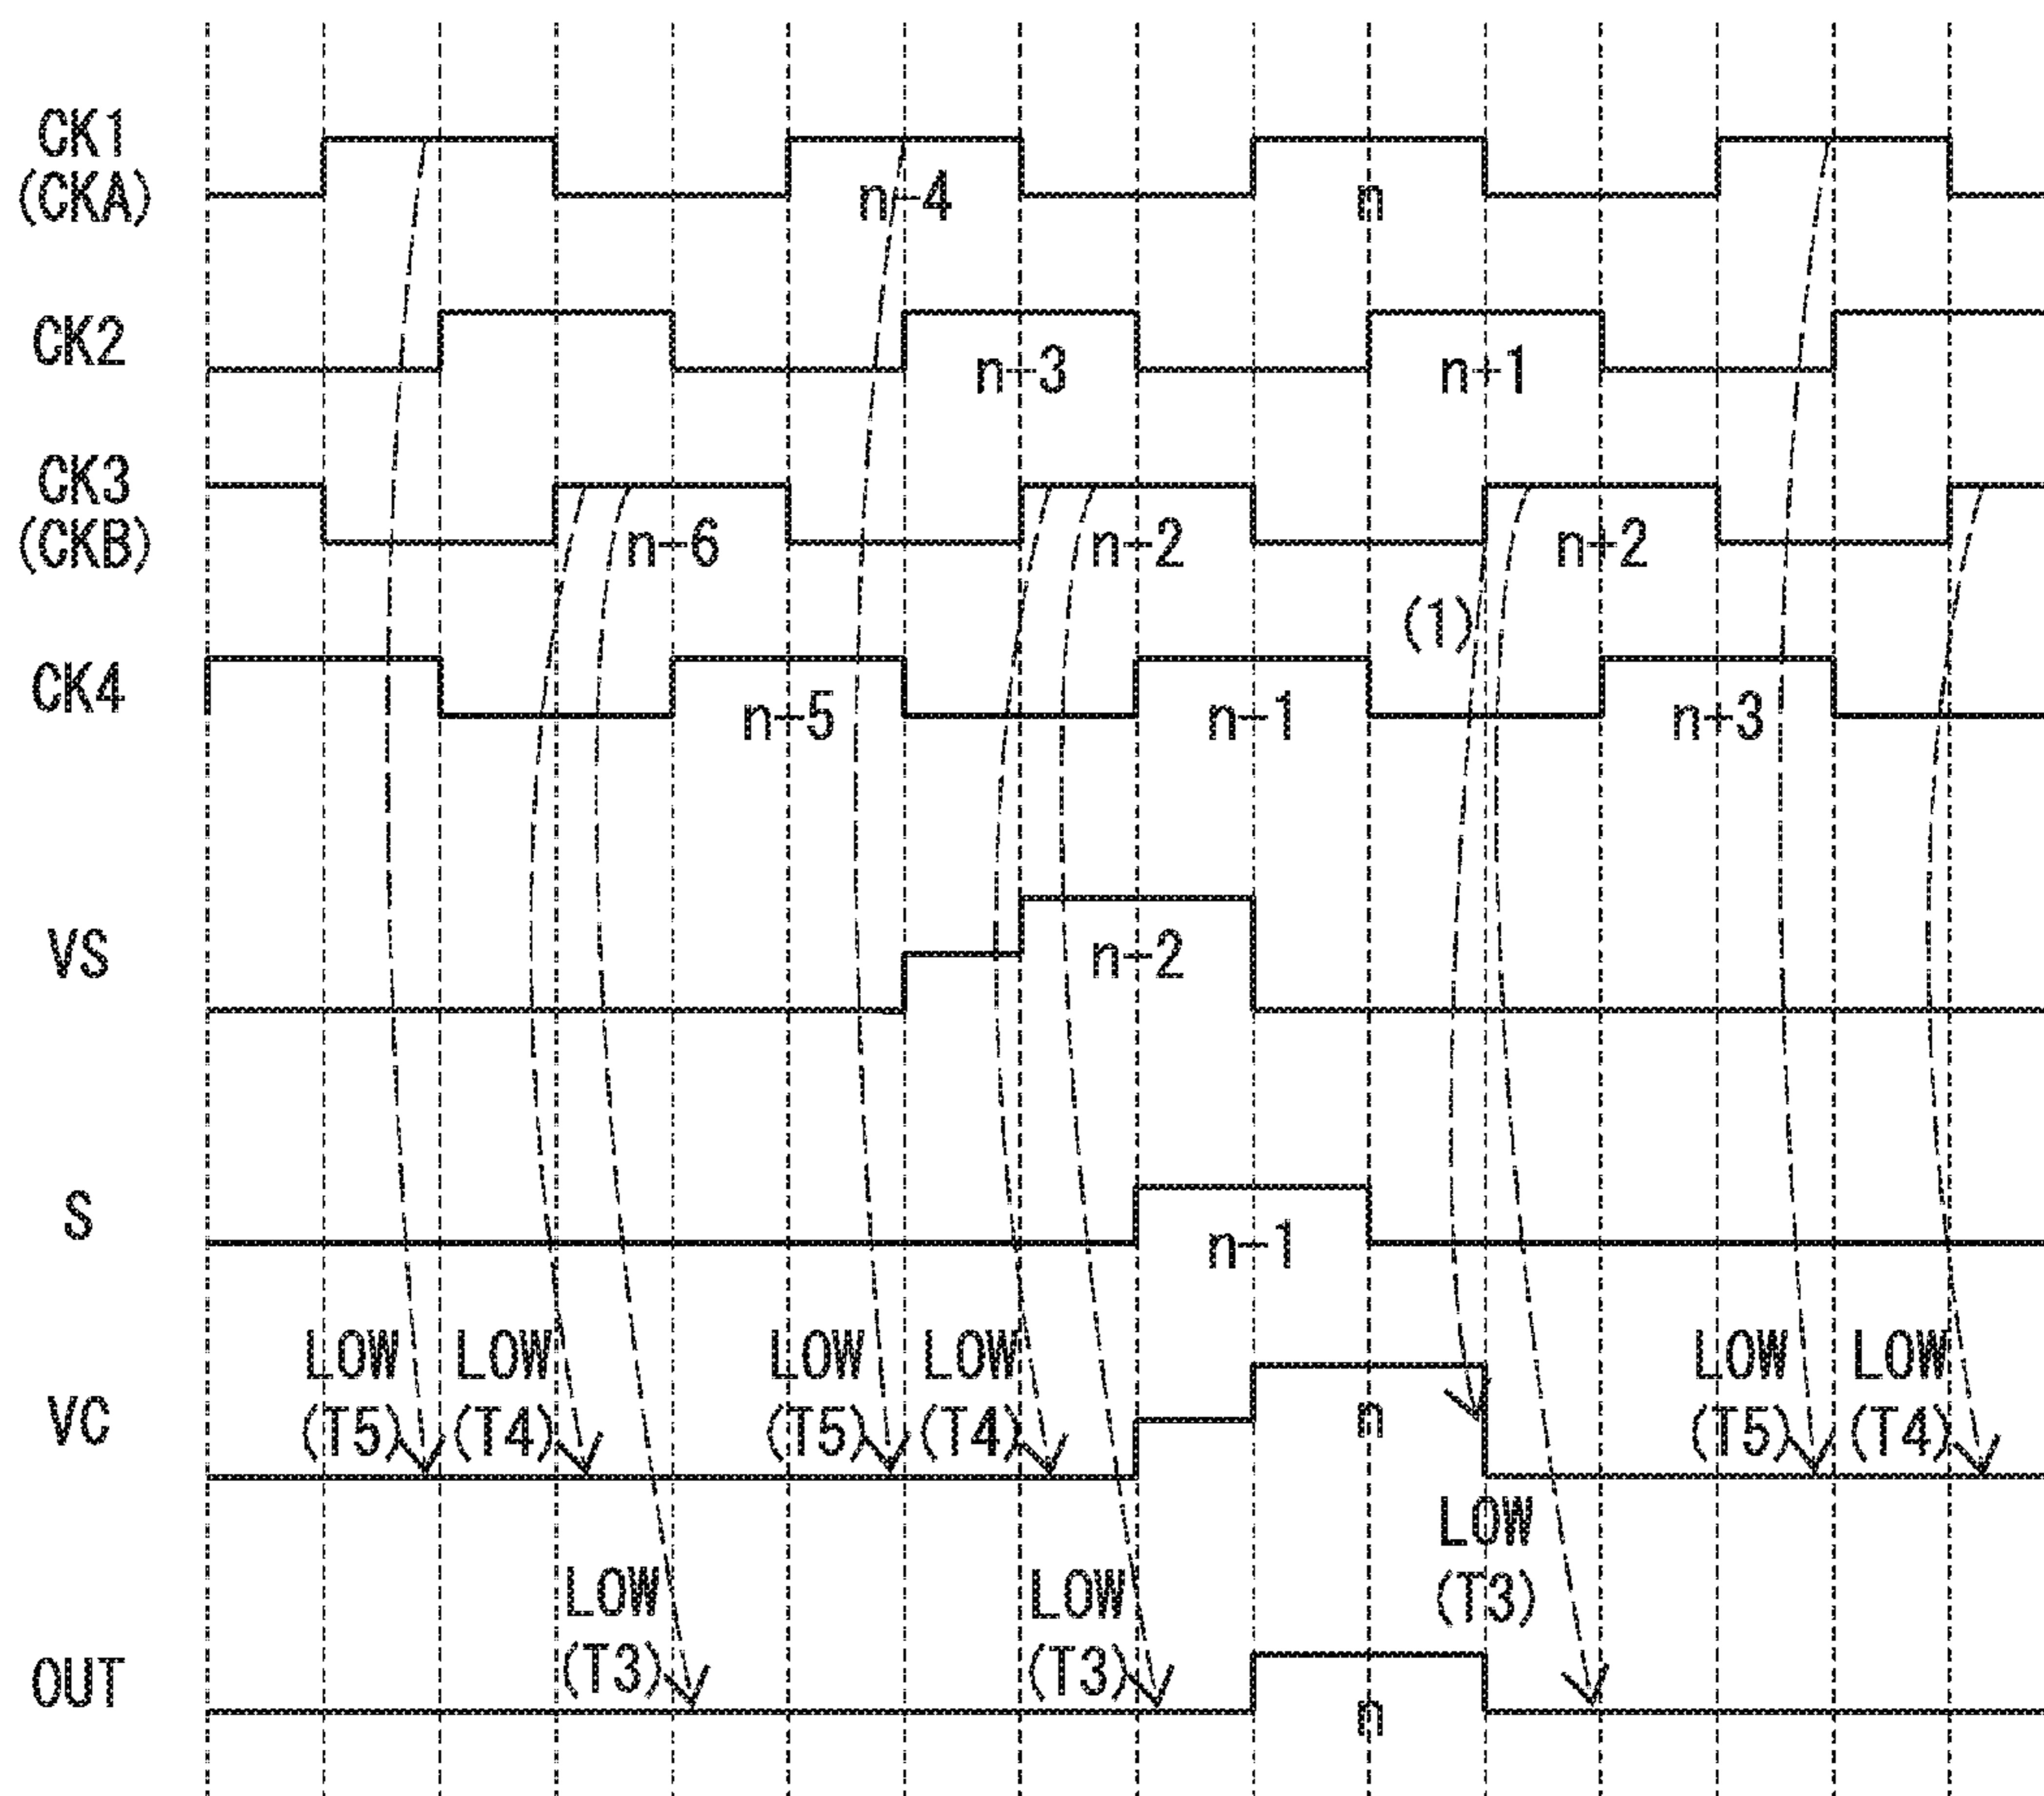 CK1
(CKA)
n-4
n
CK2
n-3
n+1
CK3
(CKB)
n-6
n-2
n+2
(1)
CK4
n-5
n-1
n+3
VS
n-2
S
n-1
VC
LOW
(T5)
LOW
(T4)
LOW
(T5)
LOW
(T4)
n
LOW
(T5)
LOW
(T4)
OUT
LOW
(T3)
LOW
(T3)
n
LOW
(T3)